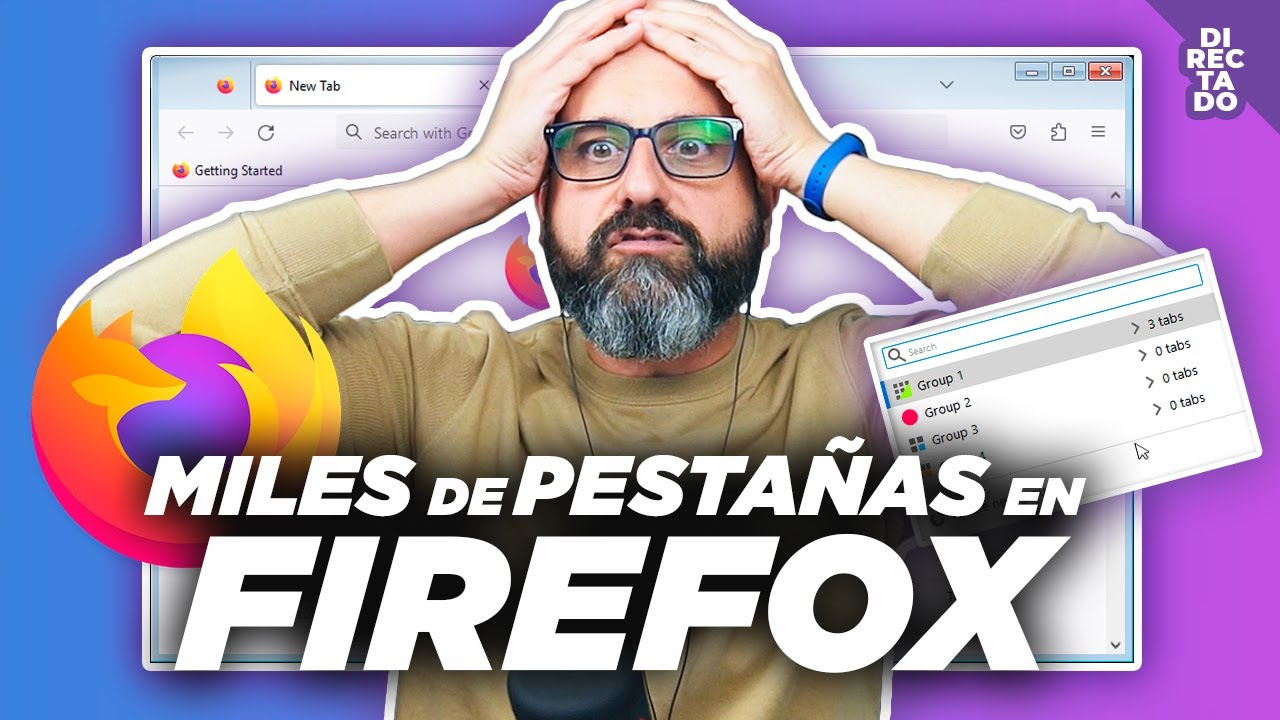 DI
REC
TA
DO
New Tab
Search with Go
Getting Started
Search
Group 1
3 tabs
Group 2
0 tabs
Group 3
0 tabs
0 tabs
MILES DE PESTAÑAS EN
FIREFOX